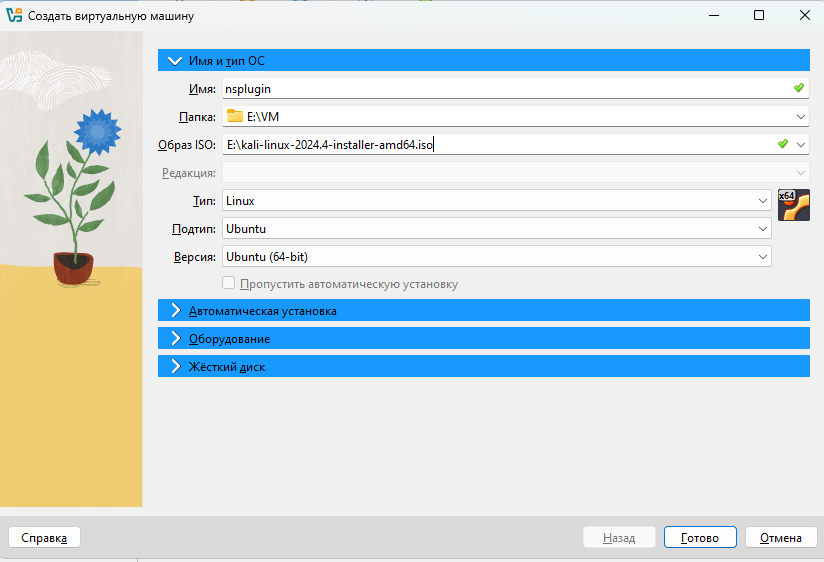 Создать виртуальную машину
Имя и тип ОС
Имя: nsplugin
Папка: E:\VM
Образ ISO: E:\kali-linux-2024.4-installer-amd64.iso
Редакция:
Тип: Linux
x64
Подтип: Ubuntu
Версия: Ubuntu (64-bit)
Пропустить автоматическую установку
Автоматическая установка
Оборудование
Жёсткий диск
Справка Назад Готово Отмена